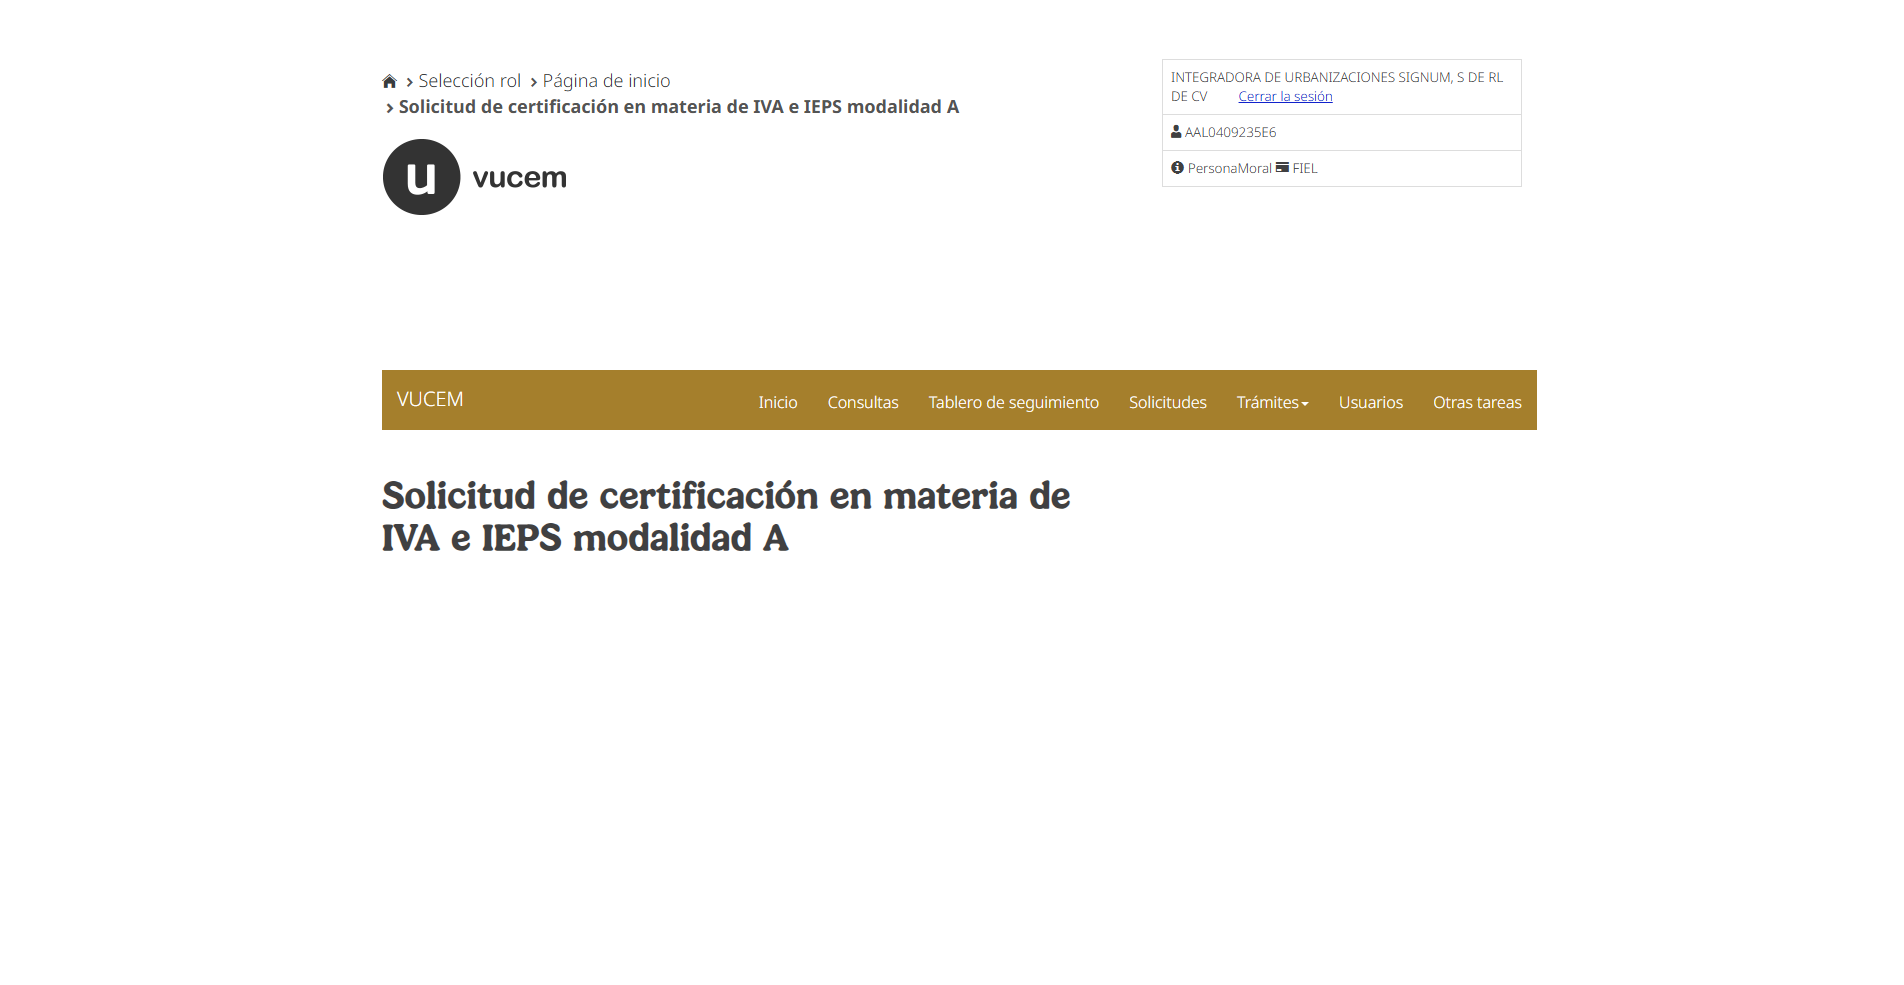 Selección rol Página de inicio
Solicitud de certificación en materia de IVA e IEPS modalidad A
u vucem
INTEGRADORA DE URBANIZACIONES SIGNUM, S DE RL
DE CV Cerrar la sesión
AAL0409235E6
PersonaMoral FIEL
VUCEM Inicio Consultas Tablero de seguimiento Solicitudes Trámites Usuarios Otras tareas
Solicitud de certificación en materia de
IVA e IEPS modalidad A